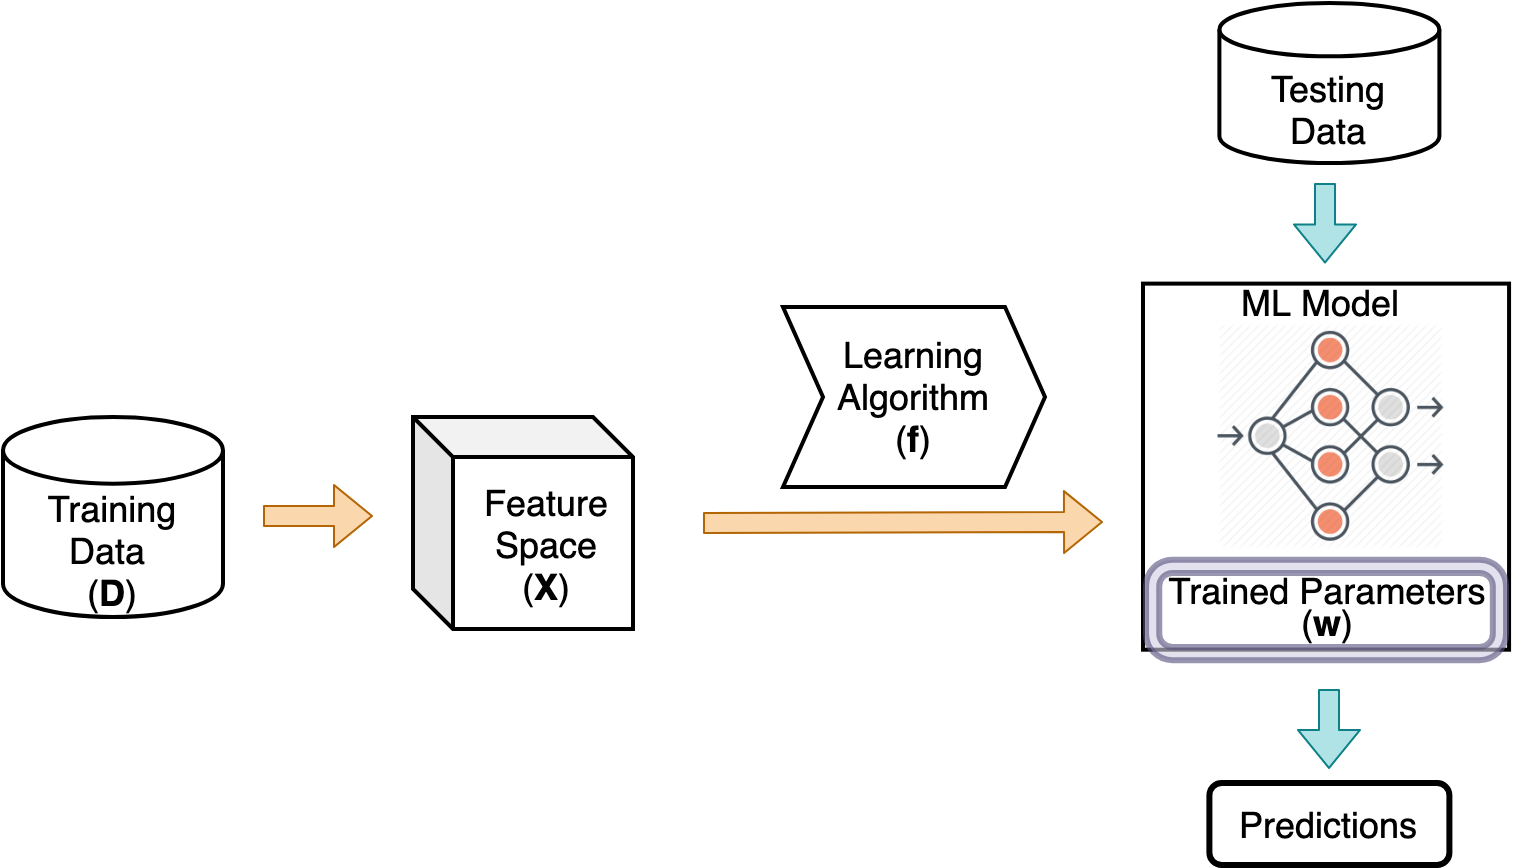 Testing
Data
ML Model
Learning
Algorithm
(f)
Training
Data
(D)
Feature
Space
(X)
Trained Parameters
(w)
Predictions